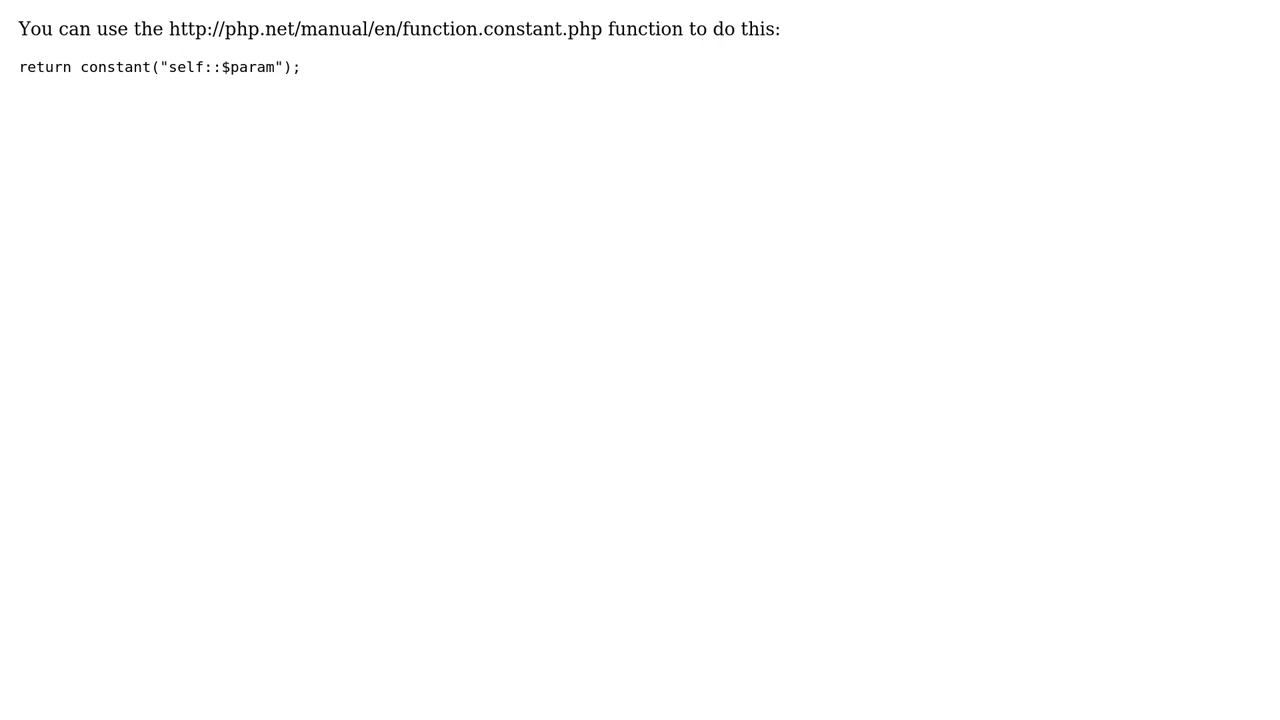 You can use the http://php.net/manual/en/function.constant.php function to do this:
return constant("self::$param");